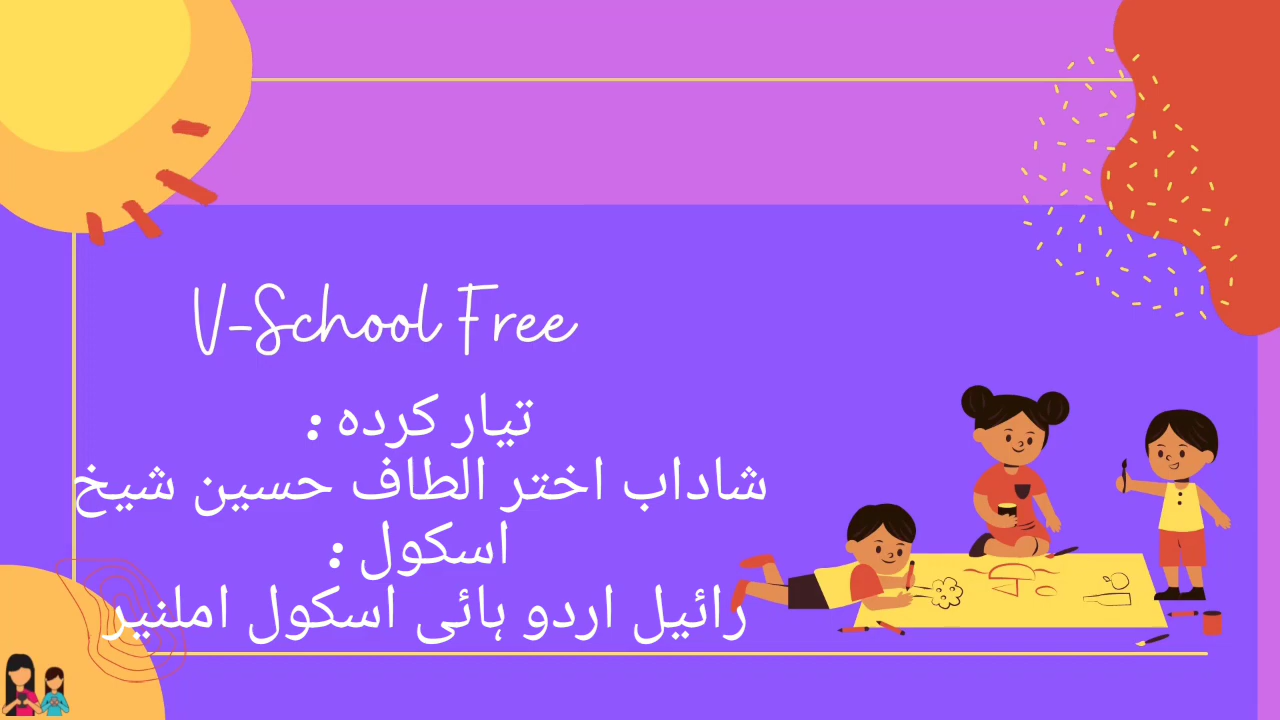 V-School Free
تیار کردہ :
شاداب اختر الطاف حسین شیخ
اسکول :
رائیل اردو ہائی اسکول املنیر